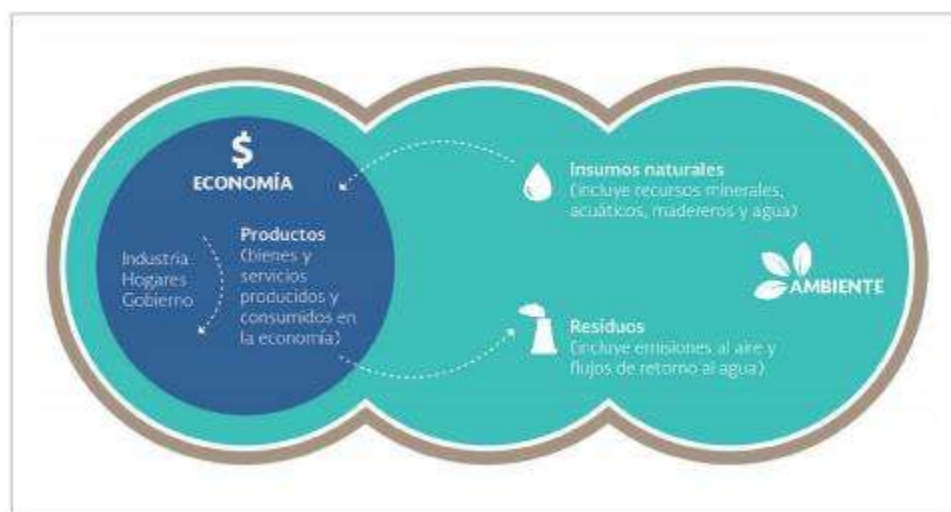 $
ECONOMÍA
Industria
Hogares
Gobierno
Productos
(bienes y
servicios
producidos y
consumidos en
la economía)
Insumos naturales
(incluye recursos minerales,
acuáticos, madereros y agua)
Residuos
(incluye emisiones al aire y
flujos de retorno al agua)
AMBIENTE